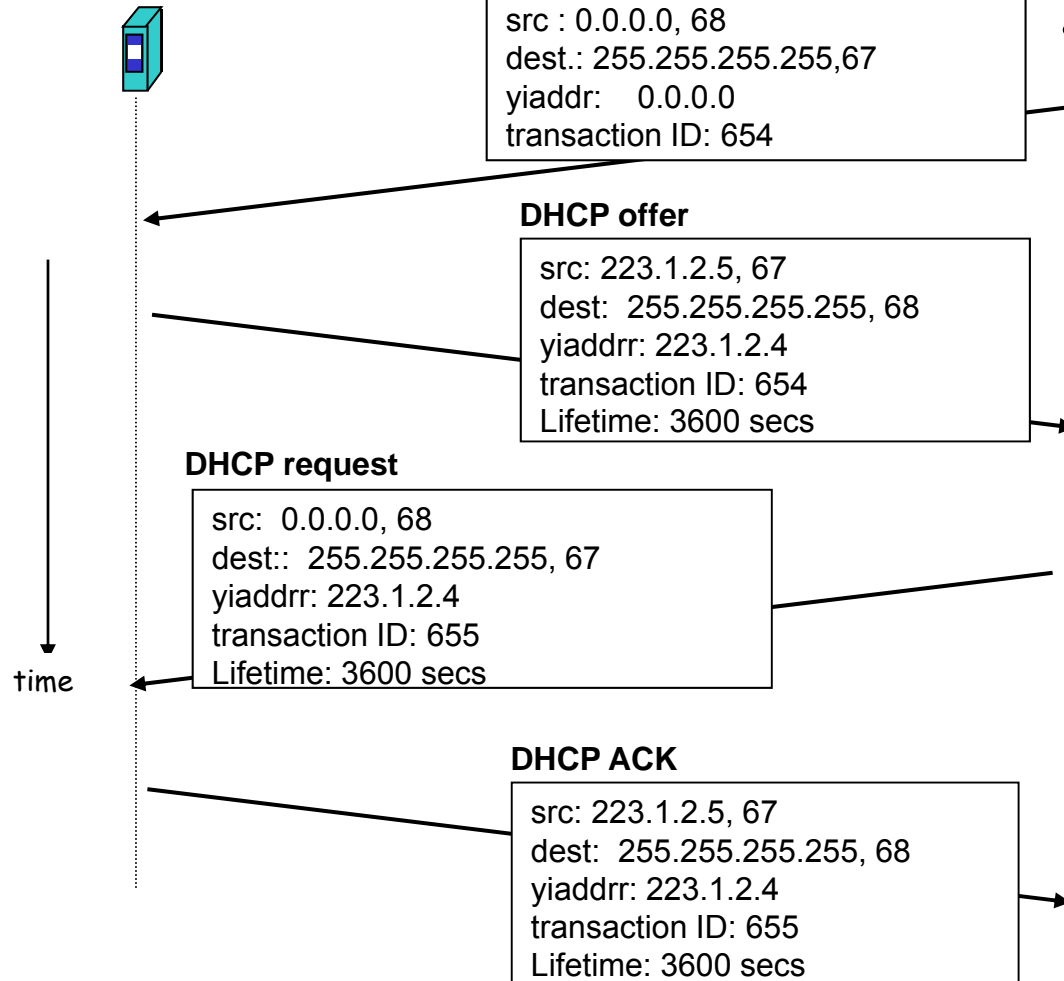 src : 0.0.0.0, 68
dest.: 255.255.255.255,67
yiaddr: 0.0.0.0
transaction ID: 654
DHCP offer
src: 223.1.2.5, 67
dest: 255.255.255.255, 68
yiaddrr: 223.1.2.4
transaction ID: 654
Lifetime: 3600 secs
DHCP request
src: 0.0.0.0, 68
dest:: 255.255.255.255, 67
yiaddrr: 223.1.2.4
transaction ID: 655
Lifetime: 3600 secs
time
DHCP ACK
src: 223.1.2.5, 67
dest: 255.255.255.255, 68
yiaddrr: 223.1.2.4
transaction ID: 655
Lifetime: 3600 secs